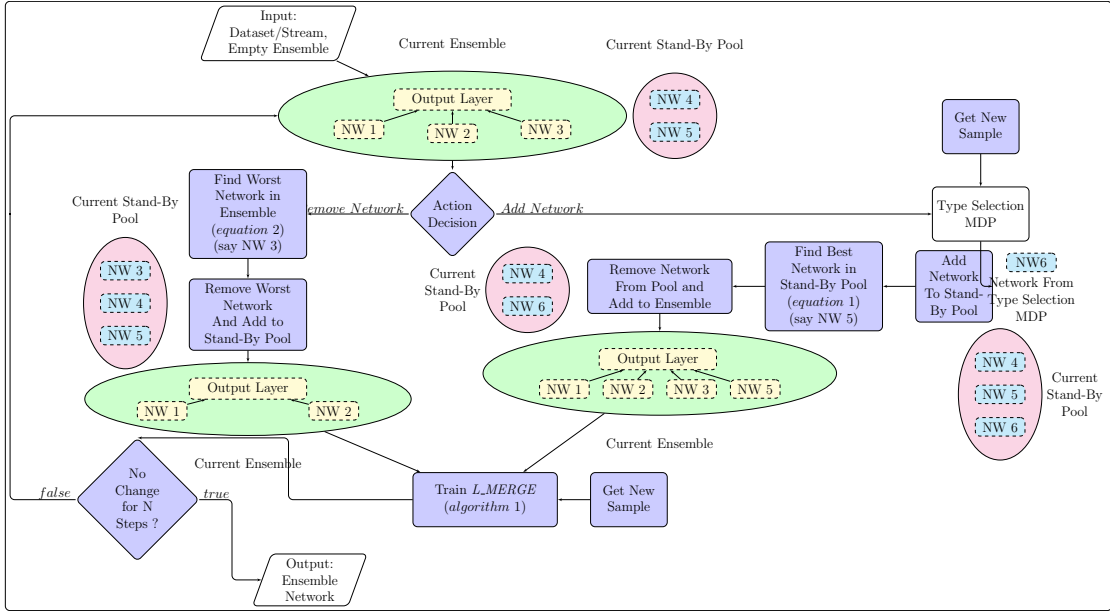 Input:
Dataset/Stream,
Empty Ensemble
Current Ensemble
Current Stand-By Pool
Output Layer
NW 1
NW 2
NW 3
NW 4
NW 5
Get New
Sample
Find Worst
Network in
Ensemble
(equation 2)
(say NW 3)
emove Network
Action
Decision
Add Network
Type Selection
MDP
Current Stand-By
Pool
NW 3
NW 4
NW 5
Remove Worst
Network
And Add to
Stand-By Pool
Current
Stand-By
Pool
NW 4
NW 6
Remove Network
From Pool and
Add to Ensemble
Find Best
Network in
Stand-By Pool
(equation 1)
(say NW 5)
Add
Network
To Stand-
By Pool
NW6
Network From
Type Selection
MDP
Output Layer
NW 1
NW 2
Output Layer
NW 1
NW 2
NW 3
NW 5
NW 4
NW 5
NW 6
Current
Stand-By
Pool
Current Ensemble
Current Ensemble
No
Change
for N
Steps ?
false
true
Train L_MERGE
(algorithm 1)
Get New
Sample
Output:
Ensemble
Network